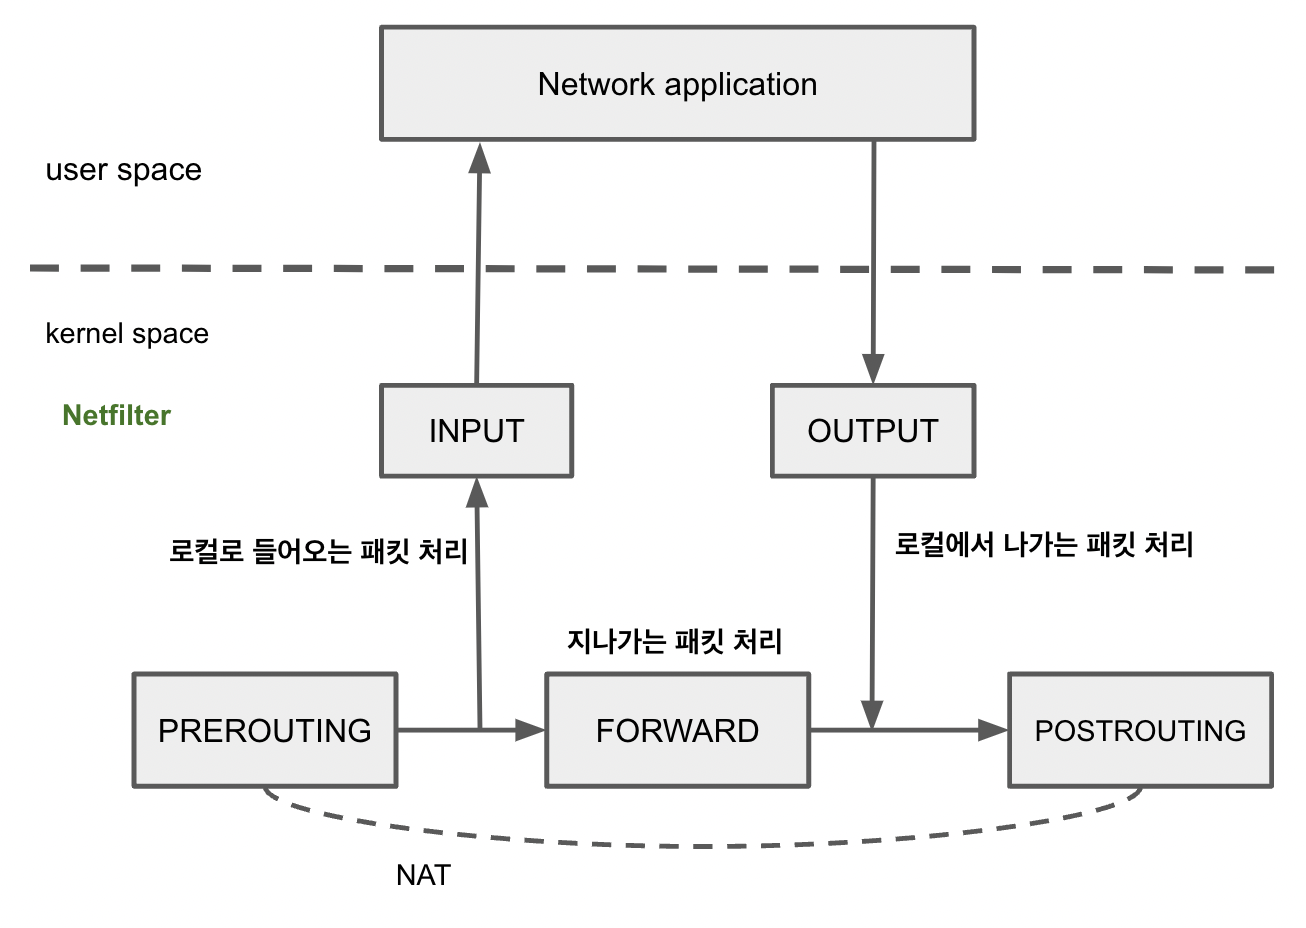 Network application
user space
kernel space
Netfilter
INPUT
OUTPUT
로컬로 들어오는 패킷 처리
로컬에서 나가는 패킷 처리
지나가는 패킷 처리
PREROUTING
FORWARD
POSTROUTING
NAT